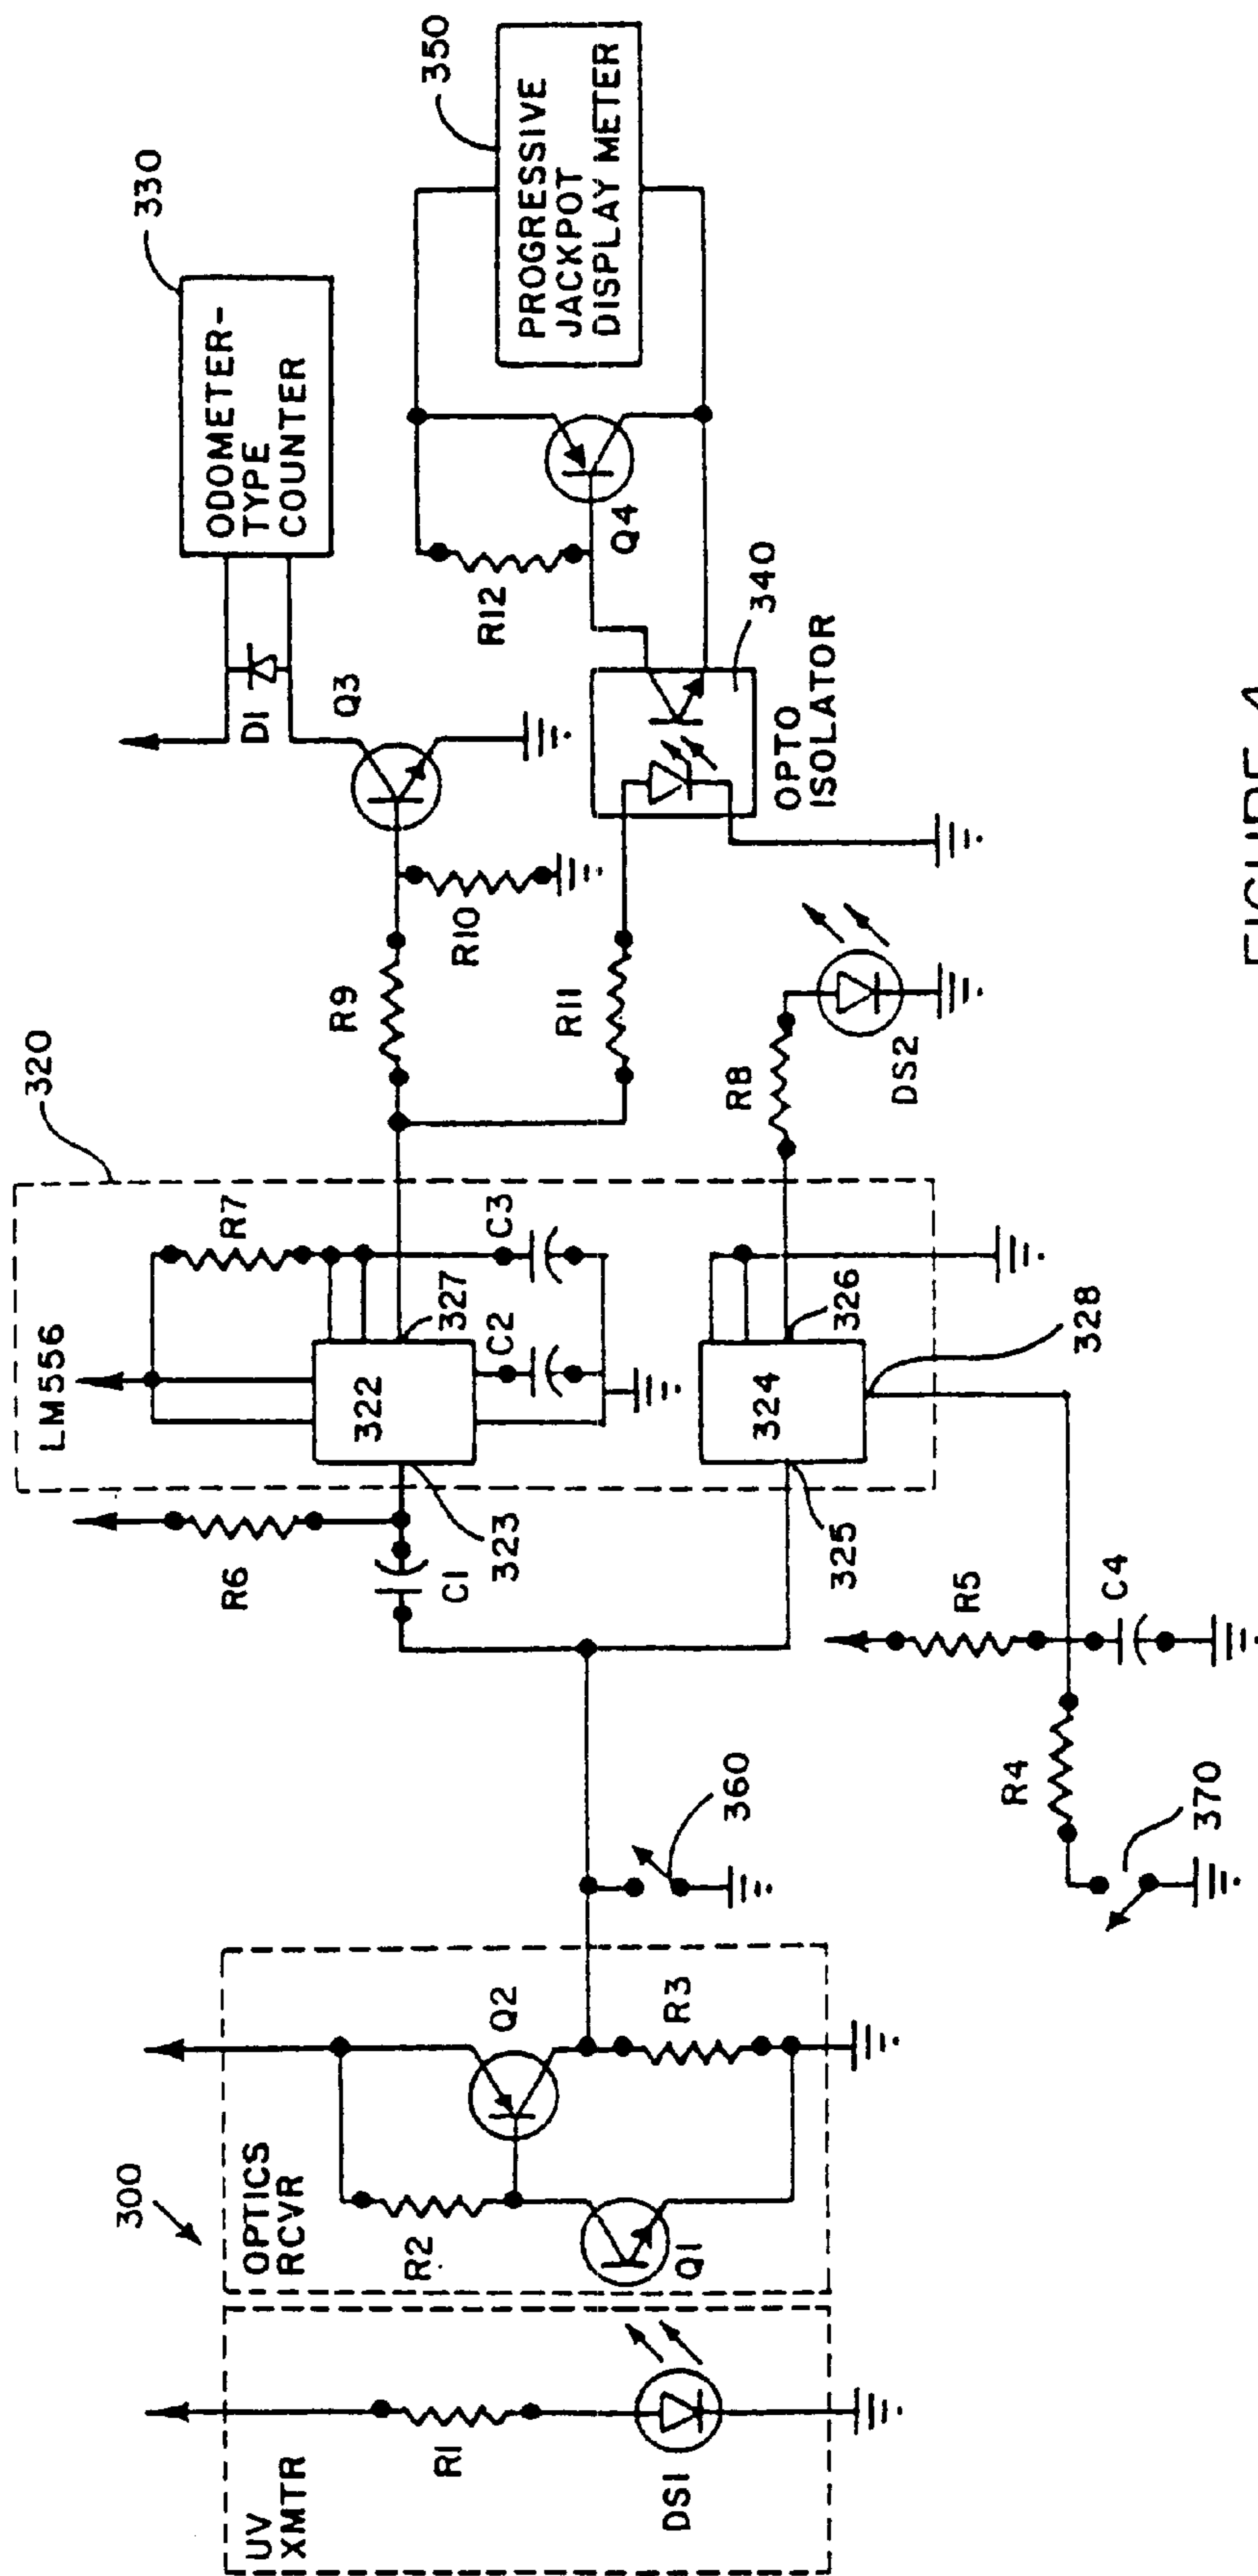 300
UV
XMTR
R1
DS1
OPTICS
RCVR
R2
Q1
Q2
R3
360
370
R4
R5
C4
R6
C1
323
325
LM556
320
322
324
R7
C2
C3
327
326
328
R9
R10
R11
R8
DS2
Q3
D1
330
ODOMETER-
TYPE
COUNTER
OPTO
ISOLATOR
340
R12
Q4
350
PROGRESSIVE
JACKPOT
DISPLAY METER